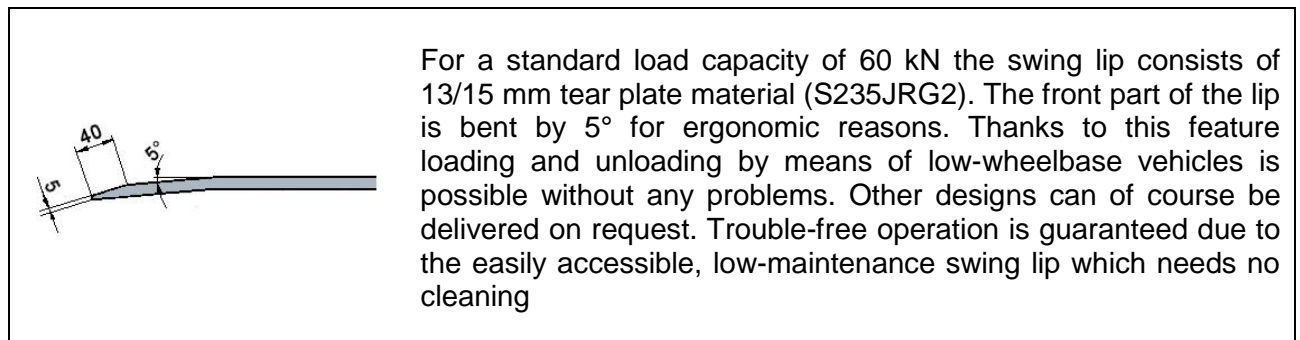 For a standard load capacity of 60 kN the swing lip consists of
13/15 mm tear plate material (S235JRG2). The front part of the lip
is bent by 5° for ergonomic reasons. Thanks to this feature
loading and unloading by means of low-wheelbase vehicles is
possible without any problems. Other designs can of course be
delivered on request. Trouble-free operation is guaranteed due to
the easily accessible, low-maintenance swing lip which needs no
cleaning
40
5°
5